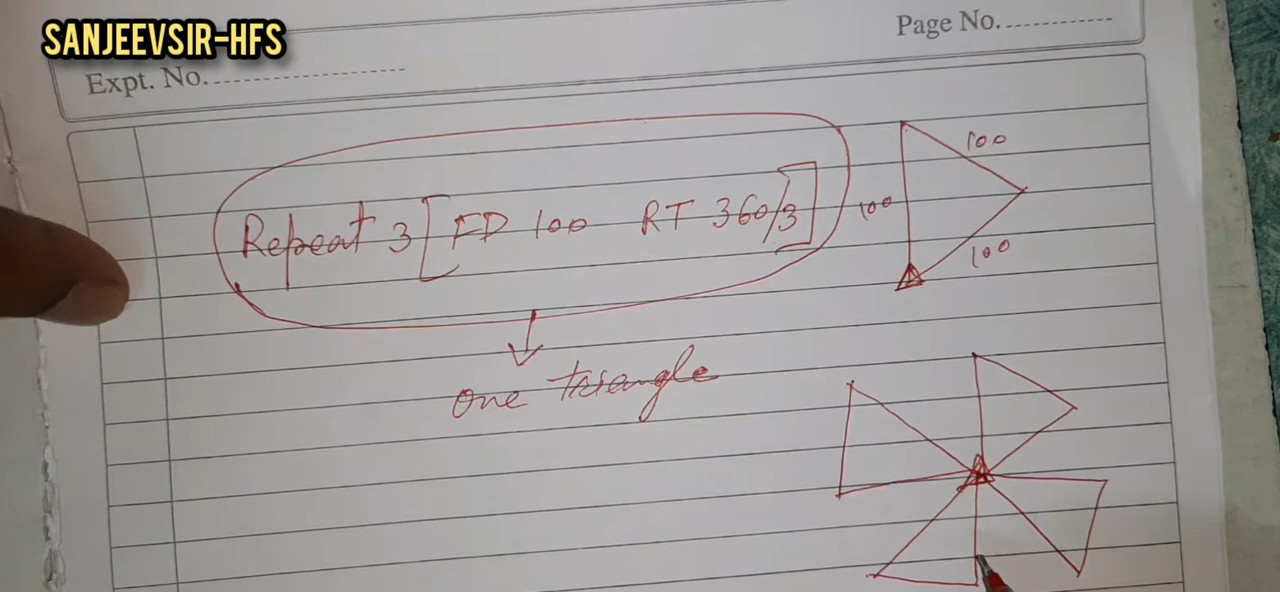 SANJEEVSIR-HFS
Page No.
Expt. No.
Repeat 3 [FD 100 RT 360/3]
100
100
100
one triangle